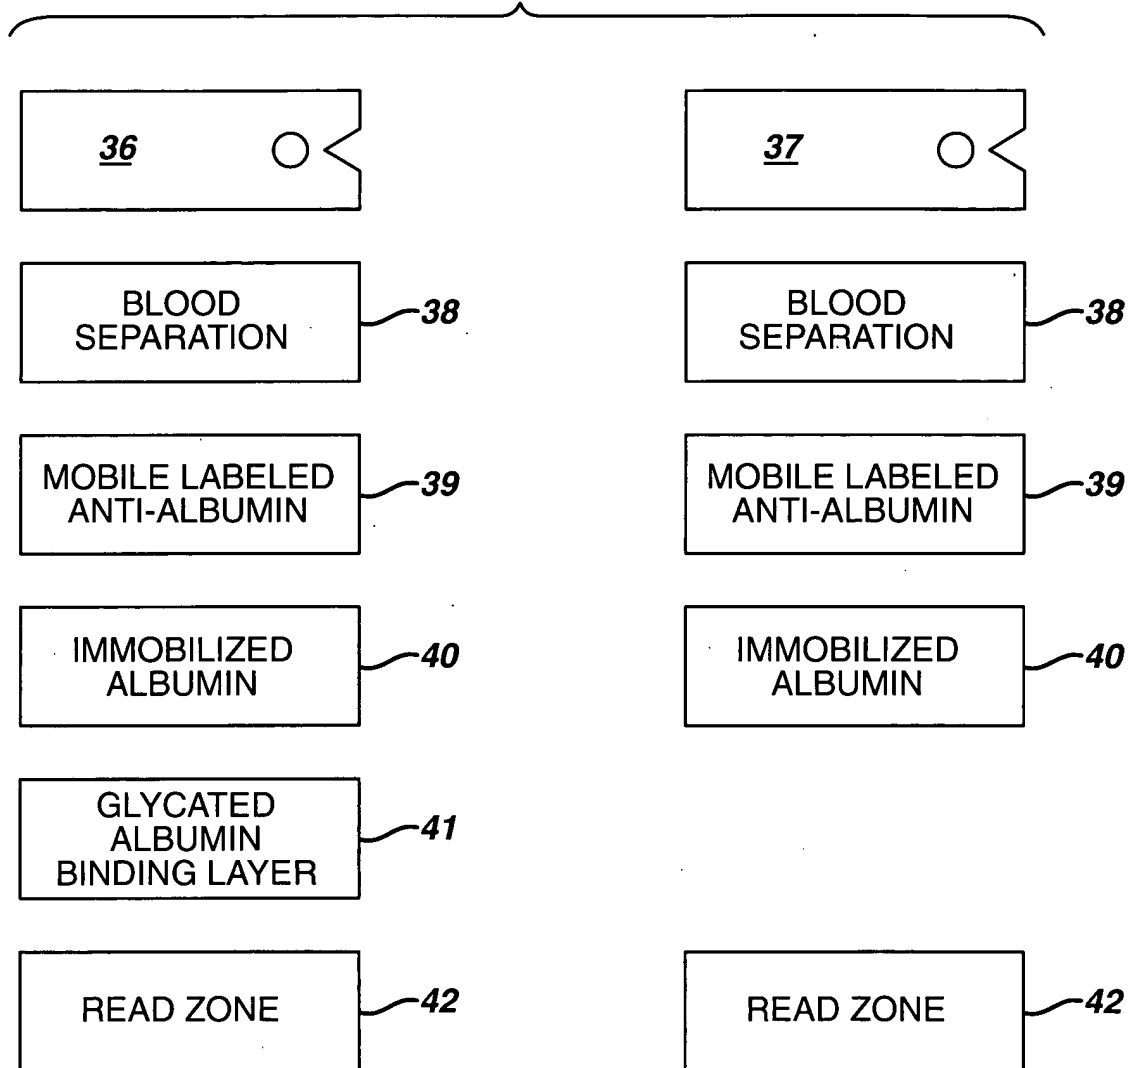 36
37
BLOOD
SEPARATION
38
BLOOD
SEPARATION
38
MOBILE LABELED
ANTI-ALBUMIN
39
MOBILE LABELED
ANTI-ALBUMIN
39
IMMOBILIZED
ALBUMIN
40
IMMOBILIZED
ALBUMIN
40
GLYCATED
ALBUMIN
BINDING LAYER
41
READ ZONE
42
READ ZONE
42